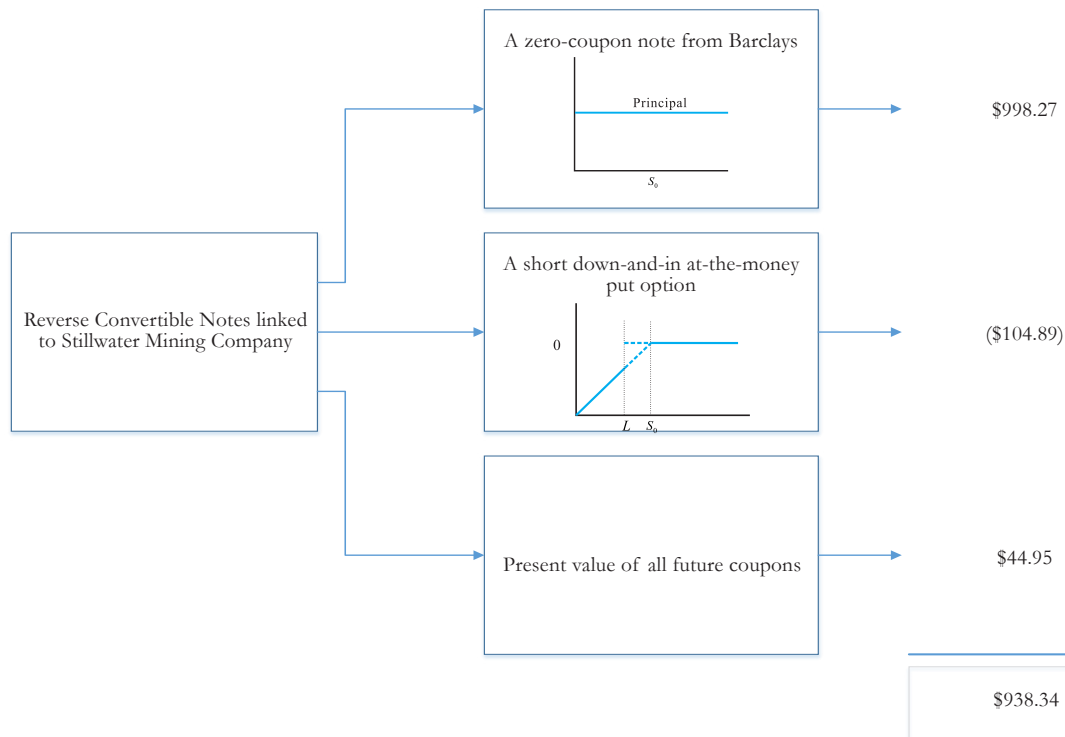 A zero-coupon note from Barclays
Principal
S₀
$998.27
Reverse Convertible Notes linked
to Stillwater Mining Company
A short down-and-in at-the-money
put option
0
L S₀
($104.89)
Present value of all future coupons
$44.95
$938.34